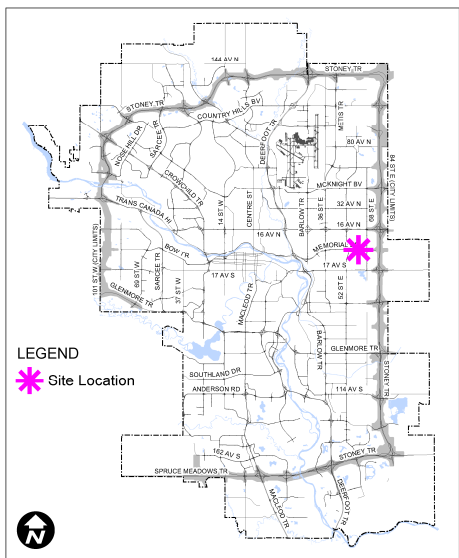 144 AV N
STONEY TR
STONEY TR
COUNTRY HILLS BV
METIS TR
NOSE HILL DR
SARCEE TR
DEERFOOT TR
80 AV N
84 ST E (CITY LIMITS)
CROWCHILD TR
MCKNIGHT BV
TRANS CANADA HI
14 ST W
CENTRE ST
BARLOW TR
36 ST E
32 AV N
68 ST E
16 AV N
16 AV N
101 ST W (CITY LIMITS)
BOW TR
MEMORIAL
69 ST W
SARCEE TR
17 AV S
17 AV S
37 ST W
52 ST E
GLENMORE TR
MACLEOD TR
BARLOW TR
GLENMORE TR
LEGEND
Site Location
SOUTHLAND DR
STONEY TR
ANDERSON RD
114 AV S
162 AV S
STONEY TR
SPRUCE MEADOWS TR
MACLEOD TR
DEERFOOT TR
N